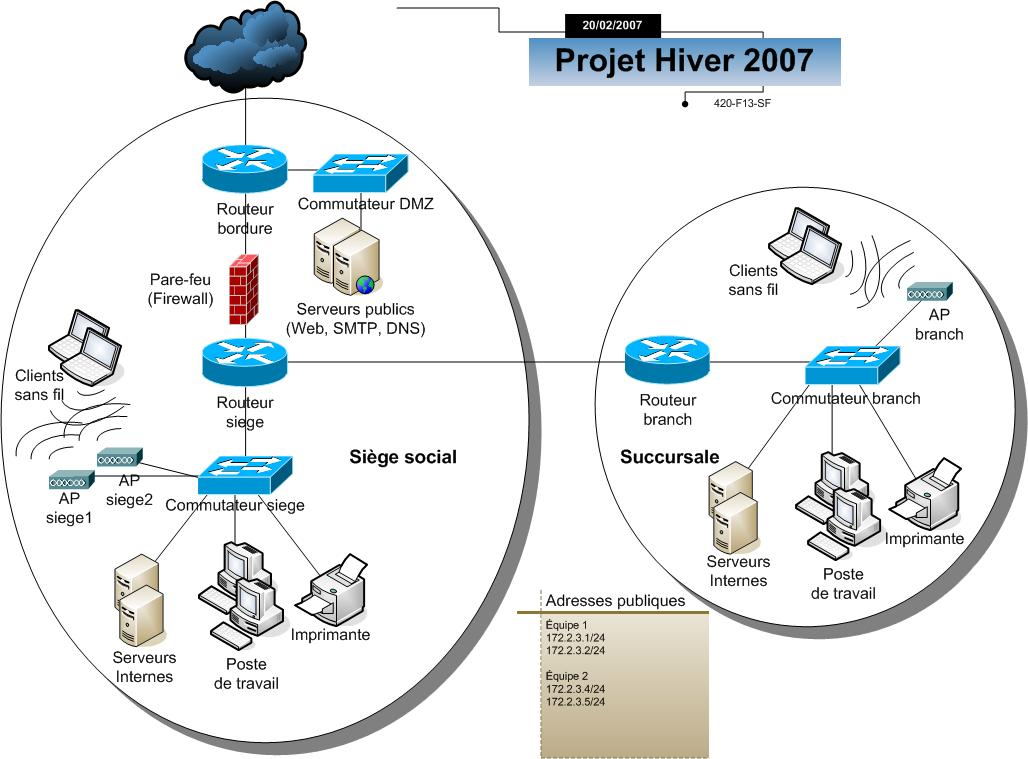 20/02/2007
Projet Hiver 2007
420-F13-SF
Routeur
bordure
Commutateur DMZ
Pare-feu
(Firewall)
Serveurs publics
(Web, SMTP, DNS)
Clients
sans fil
Routeur
siege
AP
siege1
AP
siege2
Commutateur siege
Siège social
Serveurs
Internes
Poste
de travail
Imprimante
Clients
sans fil
AP
branch
Routeur
branch
Commutateur branch
Succursale
Serveurs
Internes
Poste
de travail
Imprimante
Adresses publiques
Équipe 1
172.2.3.1/24
172.2.3.2/24
Équipe 2
172.2.3.4/24
172.2.3.5/24